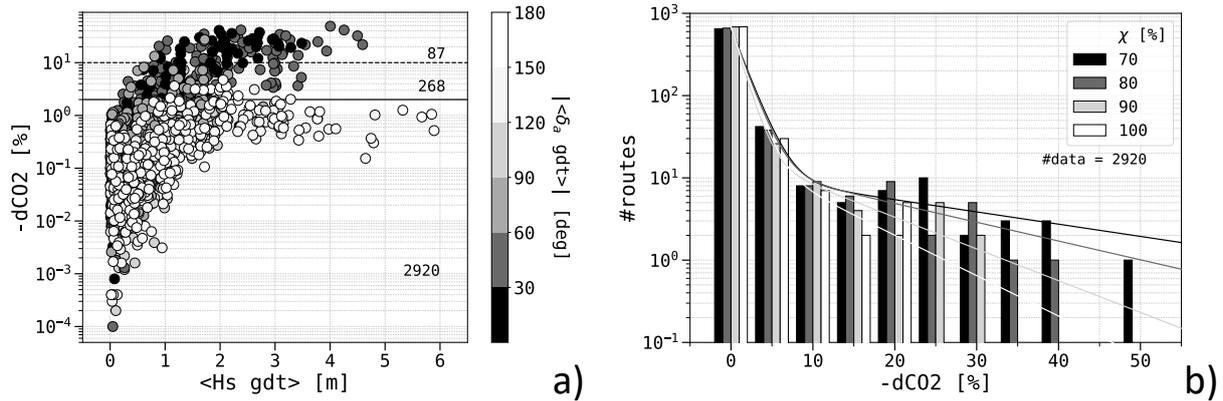 10¹
10⁰
10⁻¹
10⁻²
10⁻³
10⁻⁴
-dCO2 [%]
87
268
2920
0 1 2 3 4 5 6
<Hs gdt> [m]
180
150
120
90
60
30
|<δₐ gdt>| [deg]
a)
10³
10²
10¹
10⁰
10⁻¹
#routes
χ [%]
70
80
90
100
#data = 2920
0 10 20 30 40 50
-dCO2 [%]
b)